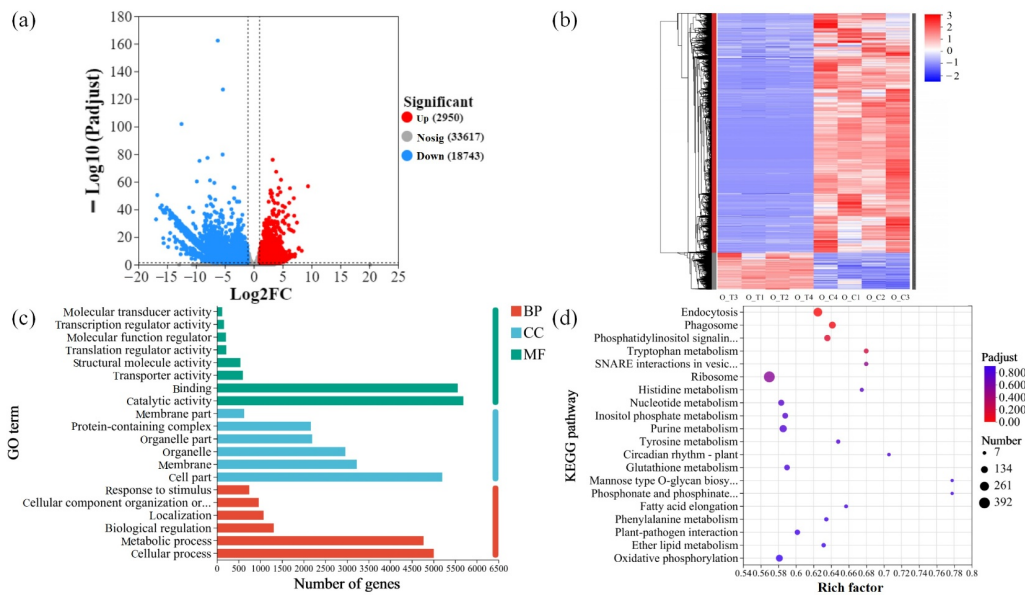 (a)
180
160
140
120
100
80
60
40
20
0
— Log10 (Padjust)
−20 −15 −10 −5 0 5 10 15 20 25
Log2FC
Significant
Up (2950)
Nosig (33617)
Down (18743)
(b)
3
2
1
0
−1
−2
O_T3 O_T1 O_T2 O_T4 O_C4 O_C1 O_C2 O_C3
(c)
GO term
Molecular transducer activity
Transcription regulator activity
Molecular function regulator
Translation regulator activity
Structural molecule activity
Transporter activity
Binding
Catalytic activity
Membrane part
Protein-containing complex
Organelle part
Organelle
Membrane
Cell part
Response to stimulus
Cellular component organization or...
Localization
Biological regulation
Metabolic process
Cellular process
0 500 1000 1500 2000 2500 3000 3500 4000 4500 5000 5500 6000 6500
Number of genes
BP
CC
MF
(d)
KEGG pathway
Endocytosis
Phagosome
Phosphatidylinositol signalin...
Tryptophan metabolism
SNARE interactions in vesic...
Ribosome
Histidine metabolism
Nucleotide metabolism
Inositol phosphate metabolism
Purine metabolism
Tyrosine metabolism
Circadian rhythm - plant
Glutathione metabolism
Mannose type O-glycan biosy...
Phosphonate and phosphinate...
Fatty acid elongation
Phenylalanine metabolism
Plant-pathogen interaction
Ether lipid metabolism
Oxidative phosphorylation
0.54 0.56 0.58 0.6 0.62 0.64 0.66 0.68 0.7 0.72 0.74 0.76 0.78 0.8
Rich factor
Padjust
0.800
0.600
0.400
0.200
0.00
Number
7
134
261
392